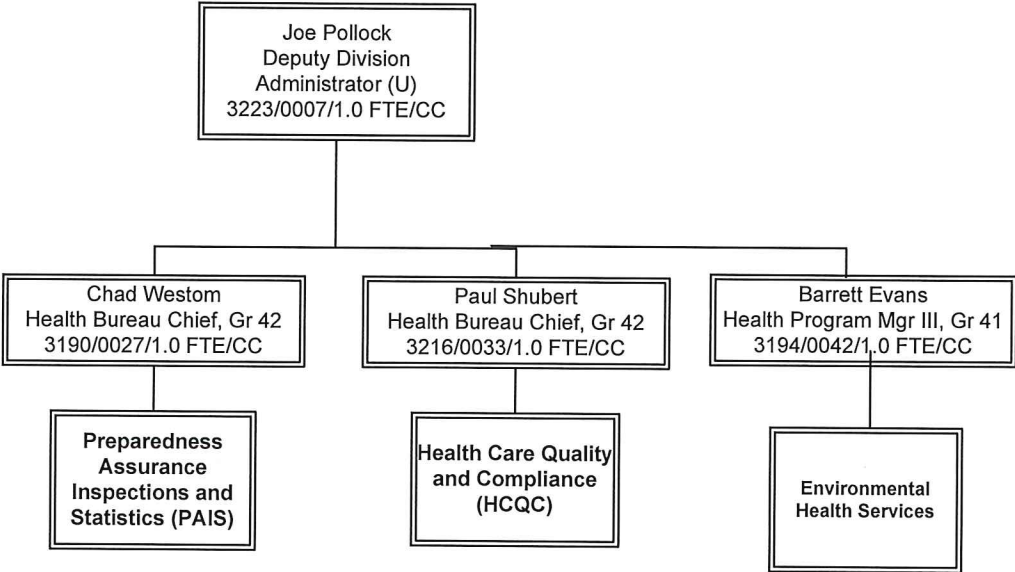 Joe Pollock
Deputy Division
Administrator (U)
3223/0007/1.0 FTE/CC
Chad Westom
Health Bureau Chief, Gr 42
3190/0027/1.0 FTE/CC
Paul Shubert
Health Bureau Chief, Gr 42
3216/0033/1.0 FTE/CC
Barrett Evans
Health Program Mgr III, Gr 41
3194/0042/1.0 FTE/CC
Preparedness
Assurance
Inspections and
Statistics (PAIS)
Health Care Quality
and Compliance
(HCQC)
Environmental
Health Services